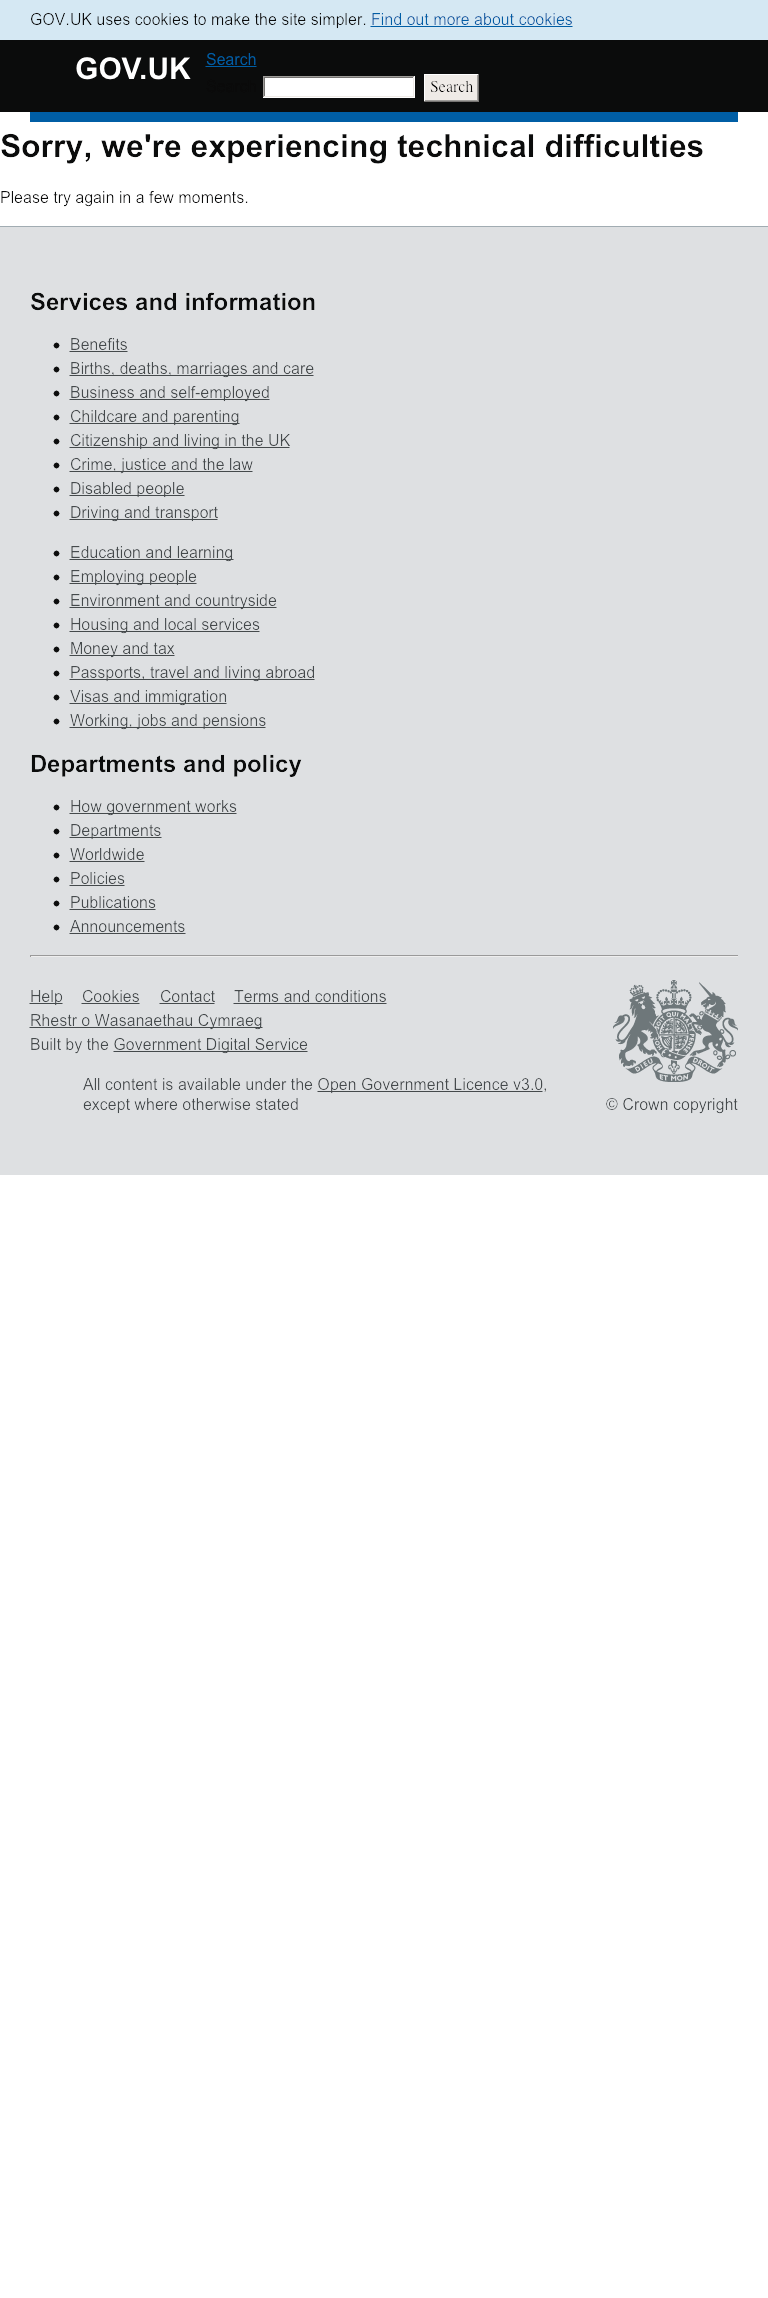 GOV.UK uses cookies to make the site simpler. Find out more about cookies
GOV.UK
Search
Search
Sorry, we're experiencing technical difficulties
Please try again in a few moments.
Services and information
Benefits
Births, deaths, marriages and care
Business and self-employed
Childcare and parenting
Citizenship and living in the UK
Crime, justice and the law
Disabled people
Driving and transport
Education and learning
Employing people
Environment and countryside
Housing and local services
Money and tax
Passports, travel and living abroad
Visas and immigration
Working, jobs and pensions
Departments and policy
How government works
Departments
Worldwide
Policies
Publications
Announcements
Help Cookies Contact Terms and conditions
Rhestr o Wasanaethau Cymraeg
Built by the Government Digital Service
All content is available under the Open Government Licence v3.0,
except where otherwise stated
DIEU ET MON DROIT
© Crown copyright